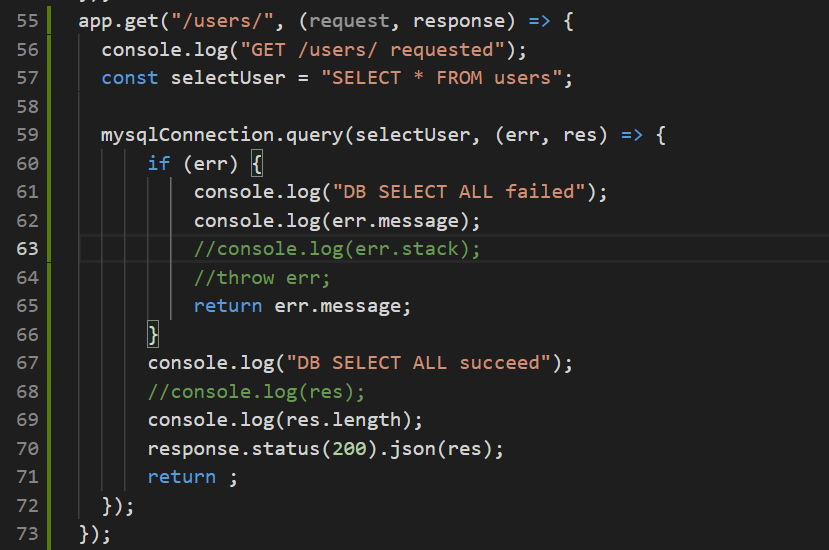 55 app.get("/users/", (request, response) => {
56 console.log("GET /users/ requested");
57 const selectUser = "SELECT * FROM users";
58
59 mysqlConnection.query(selectUser, (err, res) => {
60 if (err) {
61 console.log("DB SELECT ALL failed");
62 console.log(err.message);
63 //console.log(err.stack);
64 //throw err;
65 return err.message;
66 }
67 console.log("DB SELECT ALL succeed");
68 //console.log(res);
69 console.log(res.length);
70 response.status(200).json(res);
71 return ;
72 });
73 });